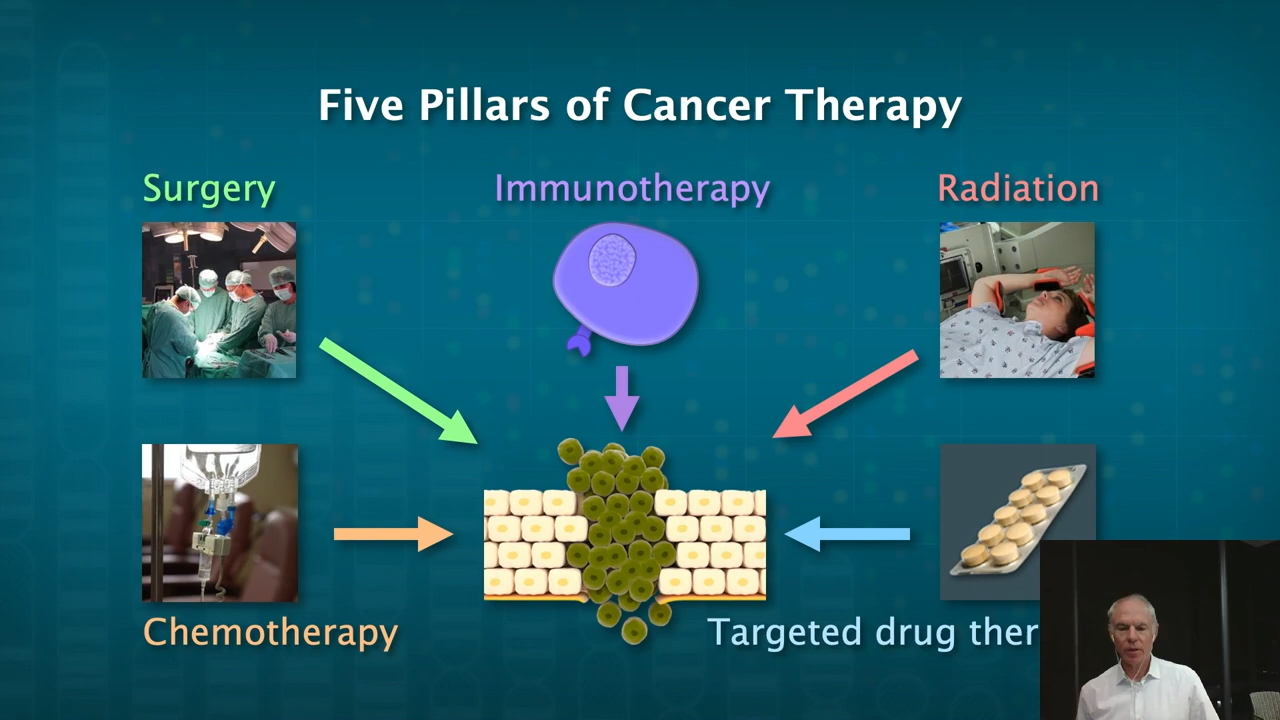 Five Pillars of Cancer Therapy
Surgery
Immunotherapy
Radiation
Chemotherapy
Targeted drug ther